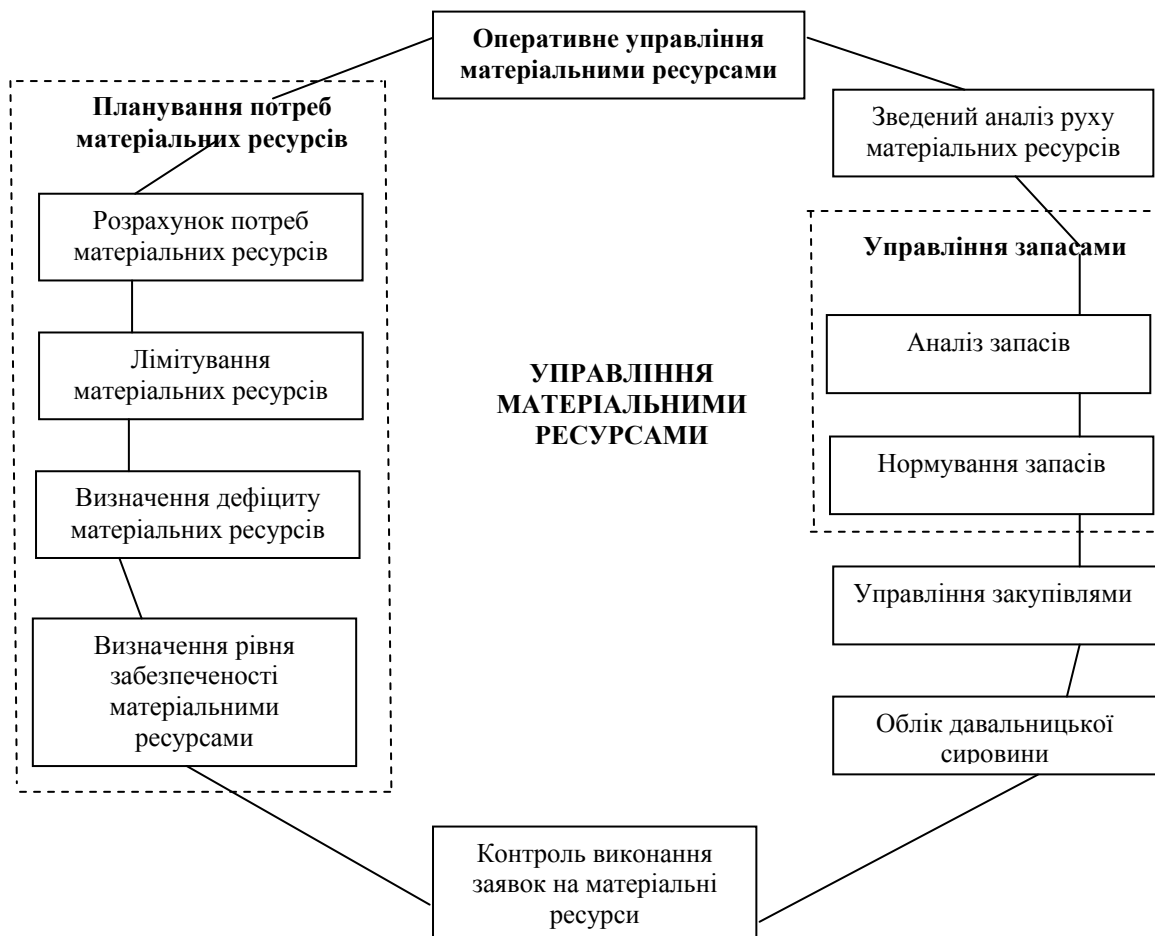 Оперативне управління
матеріальними ресурсами
Планування потреб
матеріальних ресурсів
Розрахунок потреб
матеріальних ресурсів
Лімітування
матеріальних ресурсів
Визначення дефіциту
матеріальних ресурсів
Визначення рівня
забезпеченості
матеріальними
ресурсами
УПРАВЛІННЯ
МАТЕРІАЛЬНИМИ
РЕСУРСАМИ
Зведений аналіз руху
матеріальних ресурсів
Управління запасами
Аналіз запасів
Нормування запасів
Управління закупівлями
Облік давальницької
сировини
Контроль виконання
заявок на матеріальні
ресурси